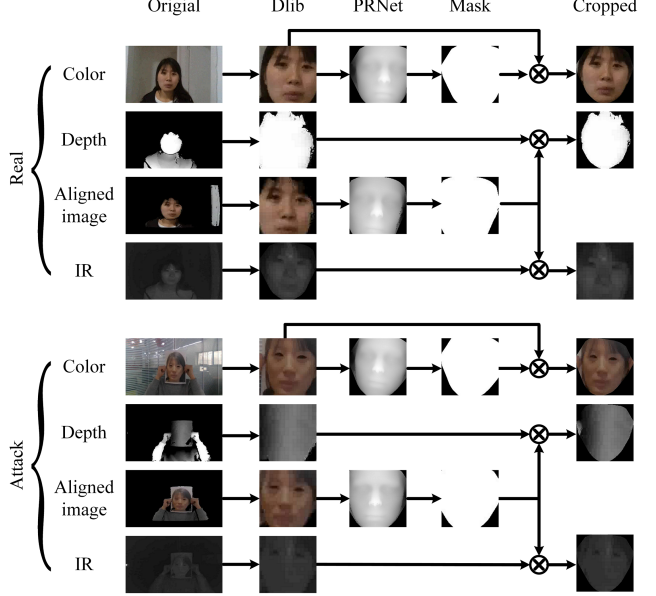 Origial Dlib PRNet Mask Cropped
Color
Depth
Aligned
image
IR
Real
Color
Depth
Aligned
image
IR
Attack